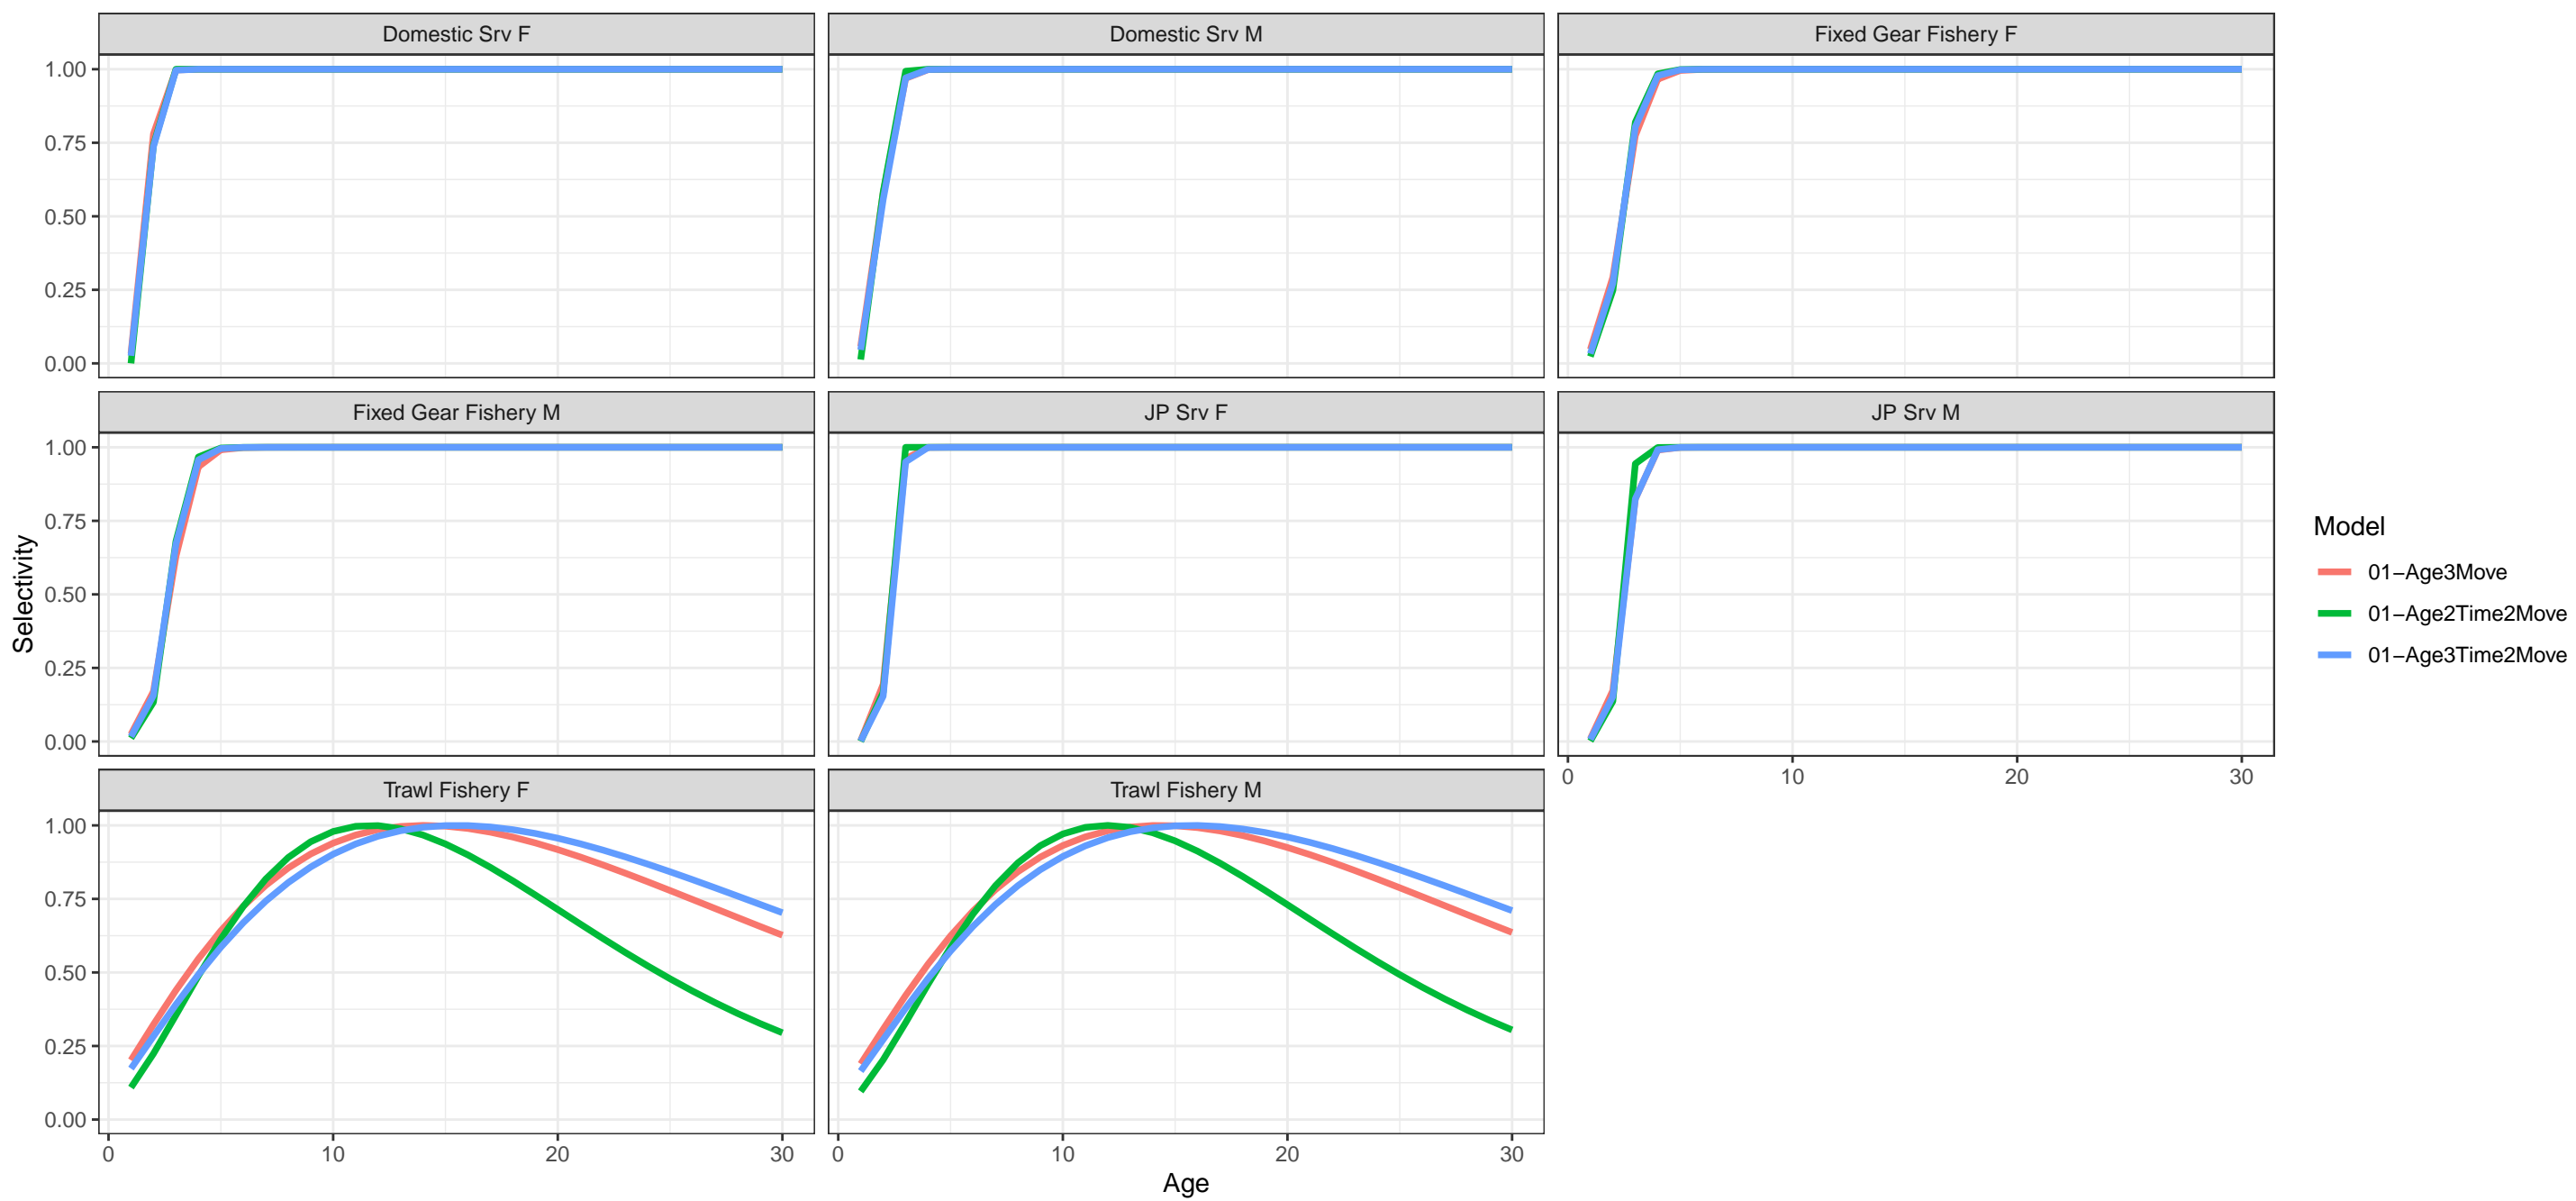 Domestic Srv F
Domestic Srv M
Fixed Gear Fishery F
1.00
0.75
0.50
0.25
0.00
Fixed Gear Fishery M
JP Srv F
JP Srv M
1.00
0.75
0.50
0.25
0.00
0 10 20 30
Trawl Fishery F
Trawl Fishery M
1.00
0.75
0.50
0.25
0.00
0 10 20 30
0 10 20 30
Age
Selectivity
Model
01−Age3Move
01−Age2Time2Move
01−Age3Time2Move